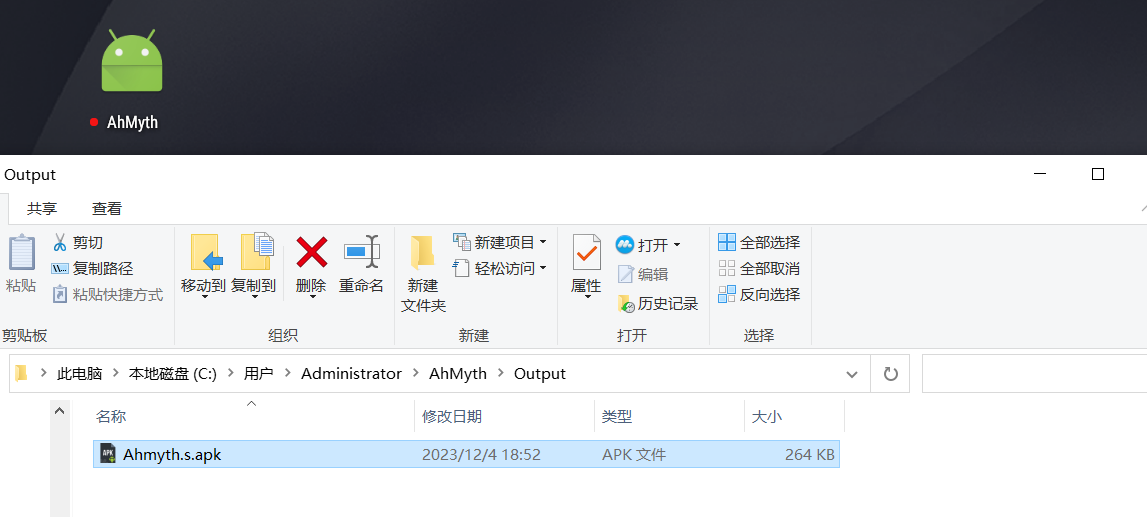 AhMyth
Output
共享 查看
剪切
复制路径
粘贴快捷方式
粘贴
剪贴板
移动到 复制到 删除 重命名
组织
新建项目
轻松访问
新建
文件夹
新建
属性
打开
编辑
历史记录
打开
全部选择
全部取消
反向选择
选择
此电脑 本地磁盘 (C:) 用户 Administrator AhMyth Output
名称 修改日期 类型 大小
APK Ahmyth.s.apk 2023/12/4 18:52 APK 文件 264 KB